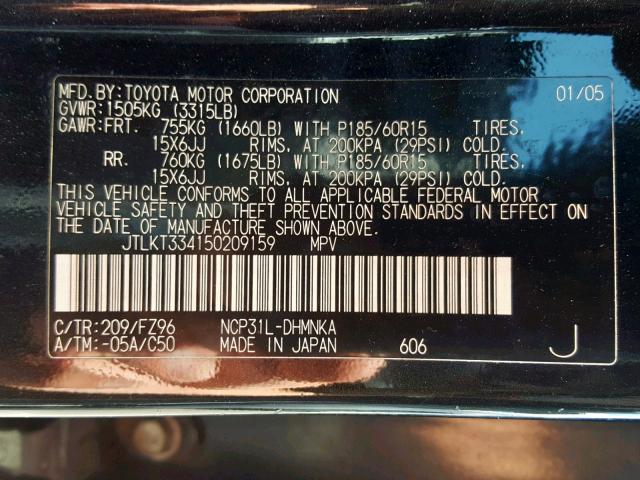 MFD.BY:TOYOTA MOTOR CORPORATION 01/05
GVWR:1505KG (3315LB)
GAWR:FRT. 755KG (1660LB) WITH P185/60R15 TIRES,
15X6JJ RIMS, AT 200KPA (29PSI) COLD.
RR. 760KG (1675LB) WITH P185/60R15 TIRES,
15X6JJ RIMS, AT 200KPA (29PSI) COLD.
THIS VEHICLE CONFORMS TO ALL APPLICABLE FEDERAL MOTOR
VEHICLE SAFETY AND THEFT PREVENTION STANDARDS IN EFFECT ON
THE DATE OF MANUFACTURE SHOWN ABOVE.
JTLKT334150209159 MPV
C/TR:209/FZ96 NCP31L-DHMNKA
A/TM:-05A/C50 MADE IN JAPAN 606 J